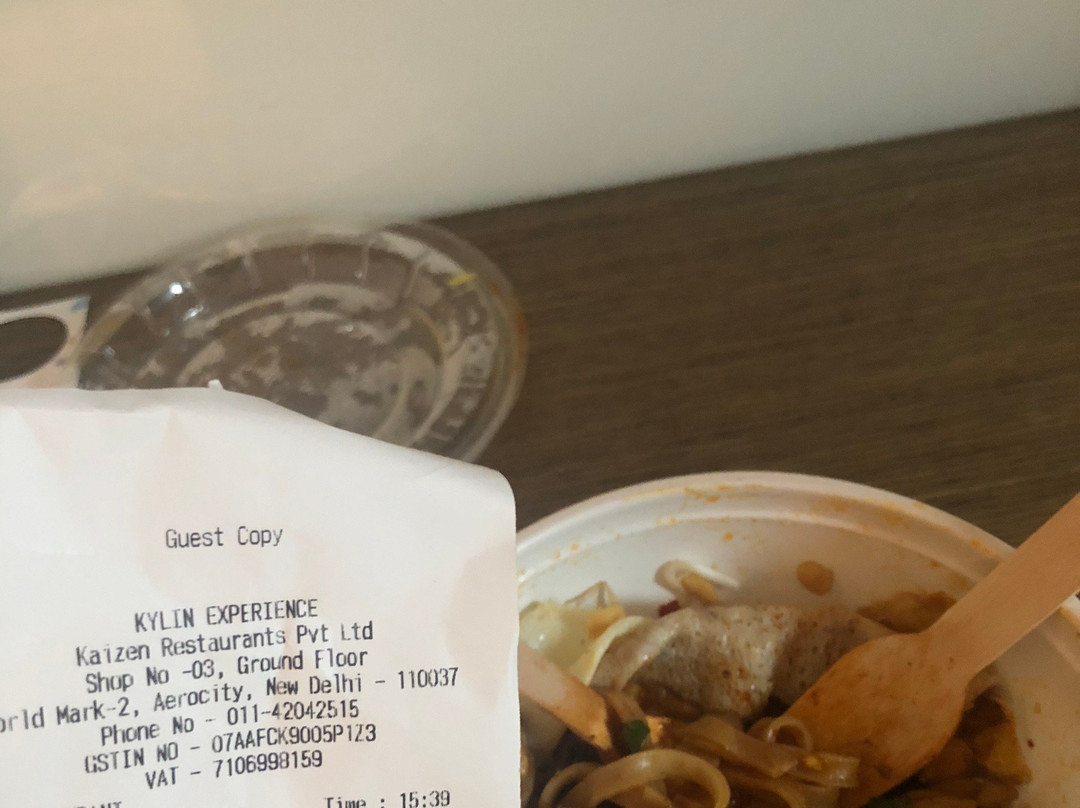 Guest Copy
KYLIN EXPERIENCE
Kaizen Restaurants Pvt Ltd
Shop No -03, Ground Floor
orld Mark-2, Aerocity, New Delhi - 110037
Phone No - 011-42042515
GSTIN NO - 07AAFCK9005P1Z3
VAT - 7106998159
Time : 15:39